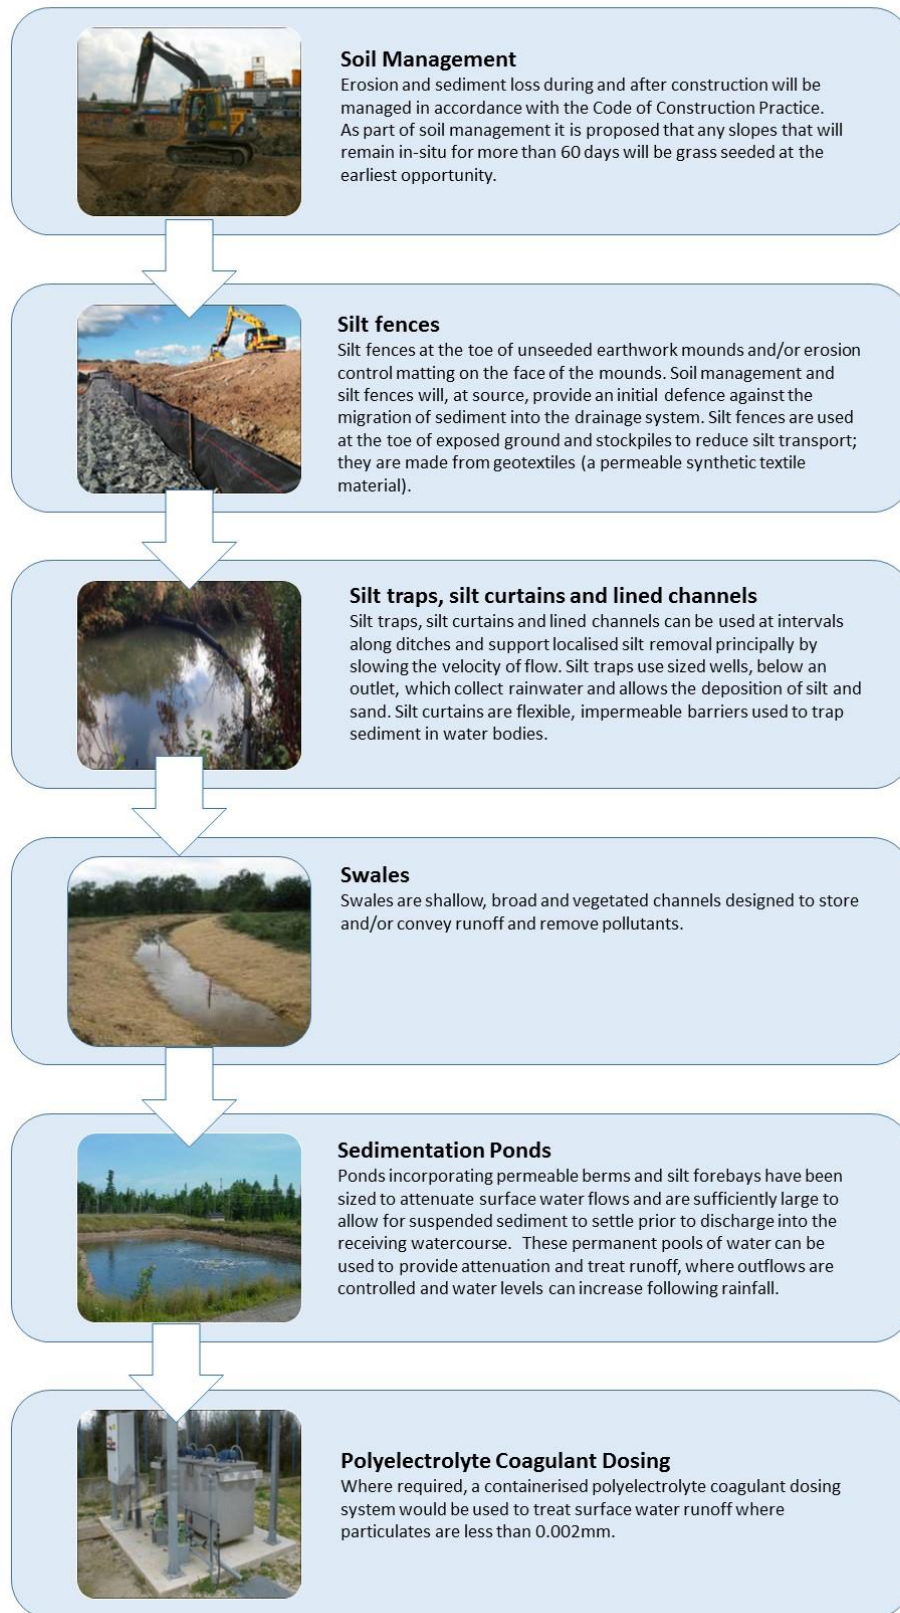 Soil Management
Erosion and sediment loss during and after construction will be
managed in accordance with the Code of Construction Practice.
As part of soil management it is proposed that any slopes that will
remain in-situ for more than 60 days will be grass seeded at the
earliest opportunity.
Silt fences
Silt fences at the toe of unseeded earthwork mounds and/or erosion
control matting on the face of the mounds. Soil management and
silt fences will, at source, provide an initial defence against the
migration of sediment into the drainage system. Silt fences are used
at the toe of exposed ground and stockpiles to reduce silt transport;
they are made from geotextiles (a permeable synthetic textile
material).
Silt traps, silt curtains and lined channels
Silt traps, silt curtains and lined channels can be used at intervals
along ditches and support localised silt removal principally by
slowing the velocity of flow. Silt traps use sized wells, below an
outlet, which collect rainwater and allows the deposition of silt and
sand. Silt curtains are flexible, impermeable barriers used to trap
sediment in water bodies.
Swales
Swales are shallow, broad and vegetated channels designed to store
and/or convey runoff and remove pollutants.
Sedimentation Ponds
Ponds incorporating permeable berms and silt forebays have been
sized to attenuate surface water flows and are sufficiently large to
allow for suspended sediment to settle prior to discharge into the
receiving watercourse. These permanent pools of water can be
used to provide attenuation and treat runoff, where outflows are
controlled and water levels can increase following rainfall.
Polyelectrolyte Coagulant Dosing
Where required, a containerised polyelectrolyte coagulant dosing
system would be used to treat surface water runoff where
particulates are less than 0.002mm.